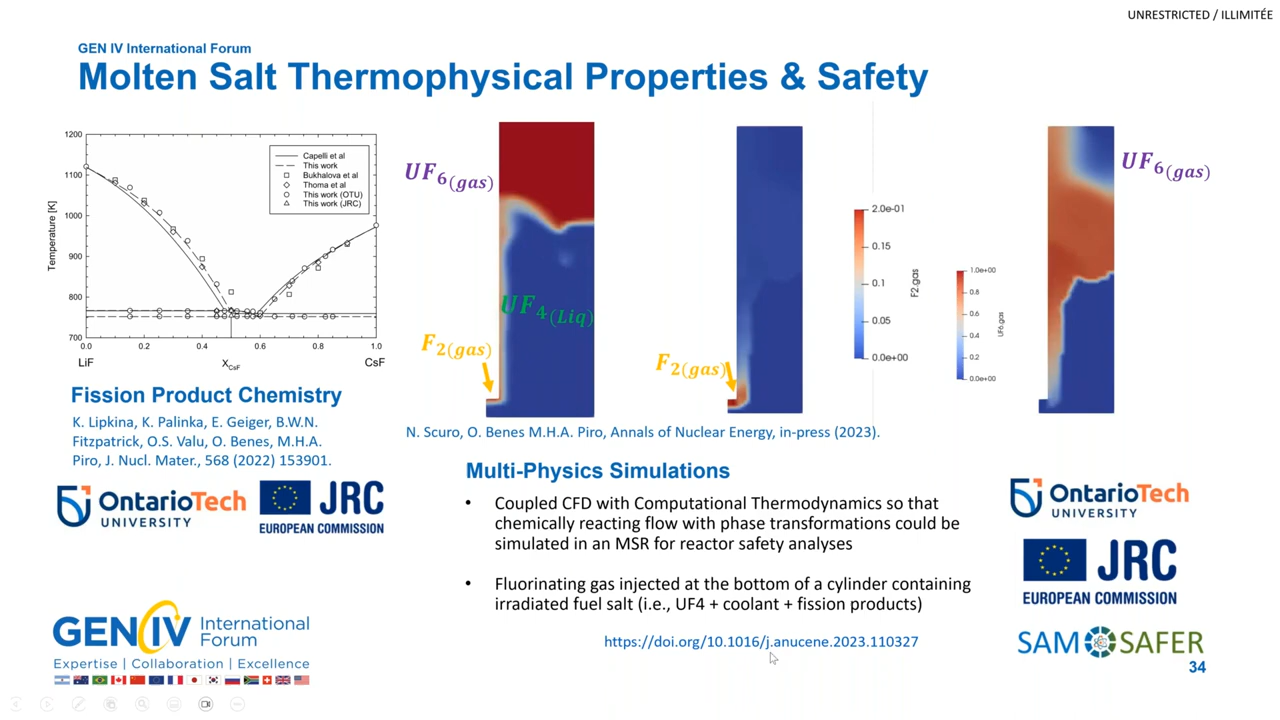 UNRESTRICTED / ILLIMITÉE
GEN IV International Forum
Molten Salt Thermophysical Properties & Safety
1200
1100
1000
900
800
700
Temperature [K]
Capelli et al
This work
Bukhalova et al
Thoma et al
This work (OTU)
This work (JRC)
0.0 0.2 0.4 0.6 0.8 1.0
LiF XCsF CsF
UF6(gas)
UF4(Liq)
F2(gas)
F2(gas)
2.0e-01
0.15
0.1
0.05
0.0e+00
F2.gas
1.0e+00
0.8
0.6
0.4
0.2
0.0e+00
UF6.gas
UF6(gas)
Fission Product Chemistry
K. Lipkina, K. Palinka, E. Geiger, B.W.N.
Fitzpatrick, O.S. Valu, O. Benes, M.H.A.
Piro, J. Nucl. Mater., 568 (2022) 153901.
OntarioTech
UNIVERSITY
JRC
EUROPEAN COMMISSION
N. Scuro, O. Benes M.H.A. Piro, Annals of Nuclear Energy, in-press (2023).
Multi-Physics Simulations
• Coupled CFD with Computational Thermodynamics so that
chemically reacting flow with phase transformations could be
simulated in an MSR for reactor safety analyses
• Fluorinating gas injected at the bottom of a cylinder containing
irradiated fuel salt (i.e., UF4 + coolant + fission products)
https://doi.org/10.1016/j.anucene.2023.110327
OntarioTech
UNIVERSITY
JRC
EUROPEAN COMMISSION
SAMOSAFER
GENIV International
Forum
Expertise | Collaboration | Excellence
34